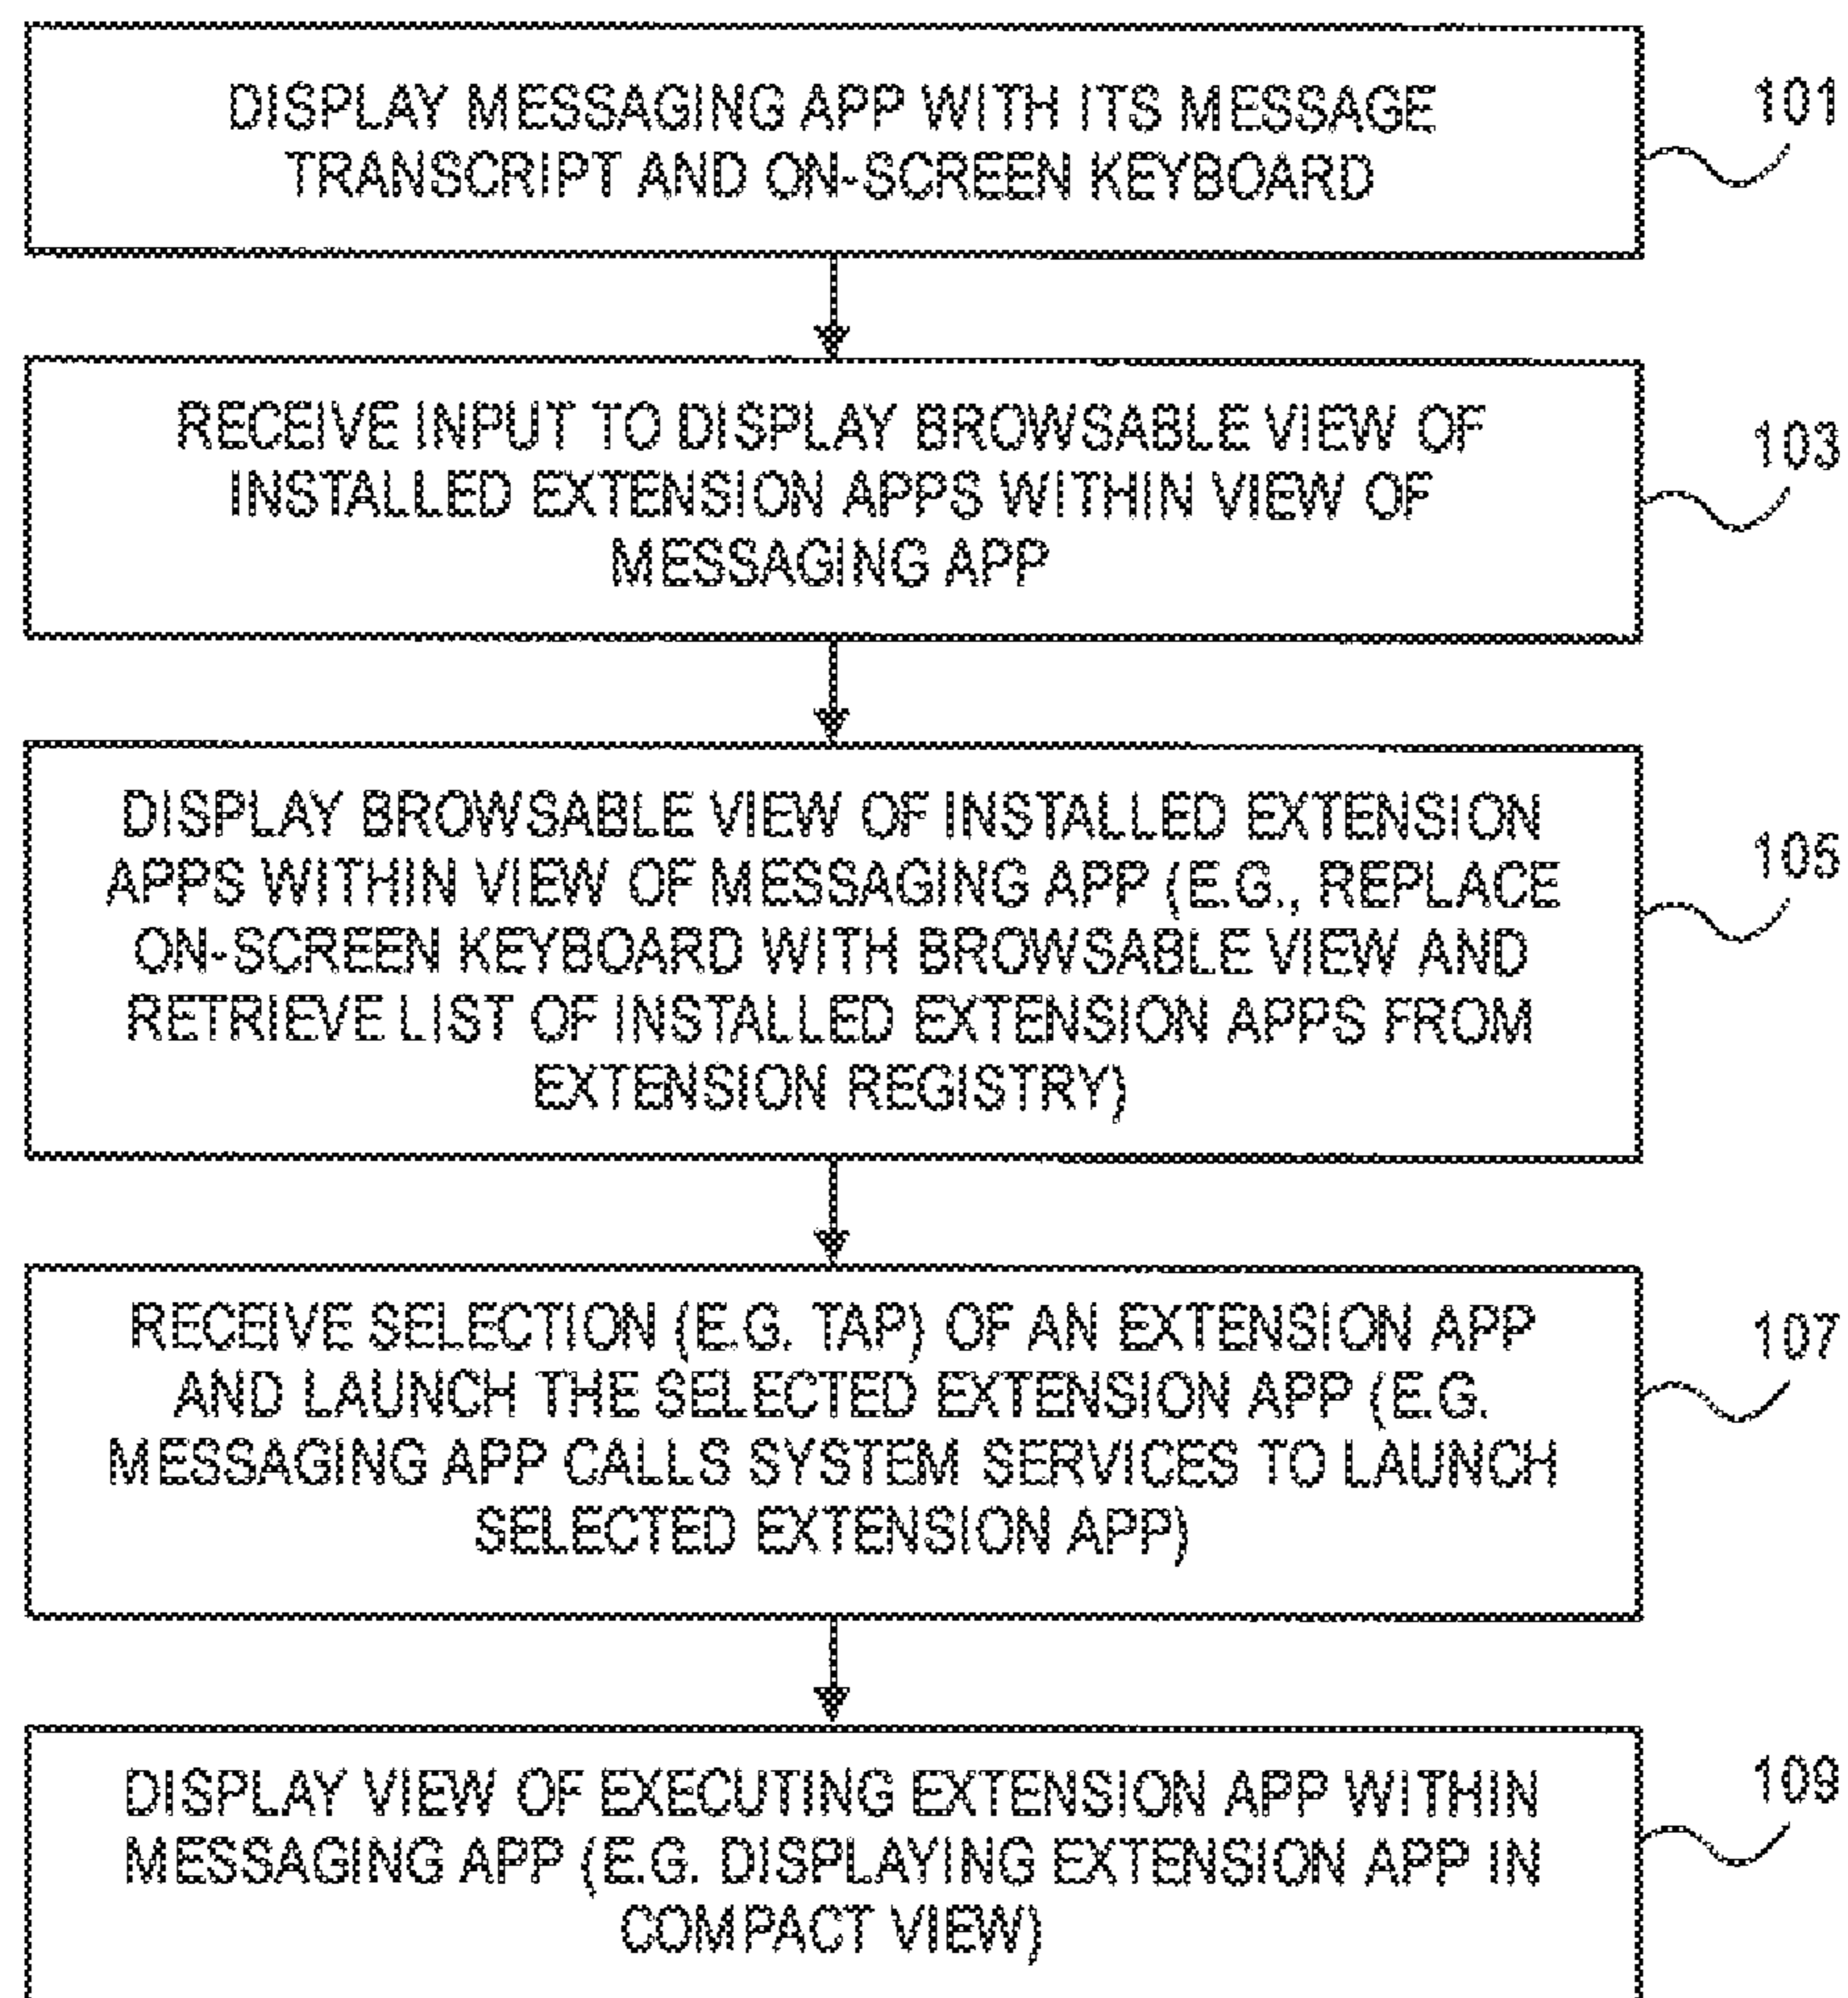 DISPLAY MESSAGING APP WITH ITS MESSAGE
TRANSCRIPT AND ON-SCREEN KEYBOARD
101
RECEIVE INPUT TO DISPLAY BROWSABLE VIEW OF
INSTALLED EXTENSION APPS WITHIN VIEW OF
MESSAGING APP
103
DISPLAY BROWSABLE VIEW OF INSTALLED EXTENSION
APPS WITHIN VIEW OF MESSAGING APP (E.G., REPLACE
ON-SCREEN KEYBOARD WITH BROWSABLE VIEW AND
RETRIEVE LIST OF INSTALLED EXTENSION APPS FROM
EXTENSION REGISTRY)
105
RECEIVE SELECTION (E.G. TAP) OF AN EXTENSION APP
AND LAUNCH THE SELECTED EXTENSION APP (E.G.
MESSAGING APP CALLS SYSTEM SERVICES TO LAUNCH
SELECTED EXTENSION APP)
107
DISPLAY VIEW OF EXECUTING EXTENSION APP WITHIN
MESSAGING APP (E.G. DISPLAYING EXTENSION APP IN
COMPACT VIEW)
109